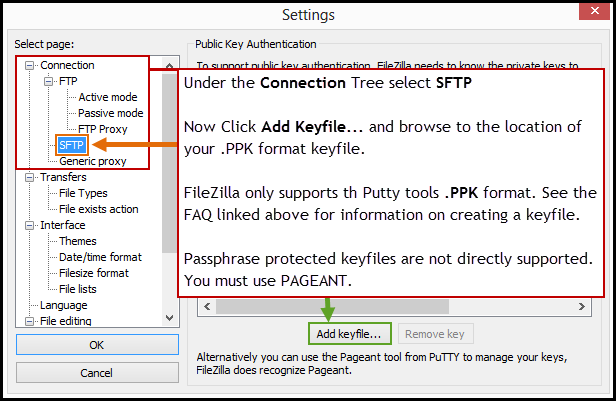 Settings
Select page:
Connection
FTP
Active mode
Passive mode
FTP Proxy
SFTP
Generic proxy
Transfers
File Types
File exists action
Interface
Themes
Date/time format
Filesize format
File lists
Language
File editing
OK
Cancel
Public Key Authentication
To support public key authentication, FileZilla needs to know the private keys to
Under the Connection Tree select SFTP
Now Click Add Keyfile... and browse to the location of
your .PPK format keyfile.
FileZilla only supports th Putty tools .PPK format. See the
FAQ linked above for information on creating a keyfile.
Passphrase protected keyfiles are not directly supported.
You must use PAGEANT.
Add keyfile...
Remove key
Alternatively you can use the Pageant tool from PuTTY to manage your keys,
FileZilla does recognize Pageant.